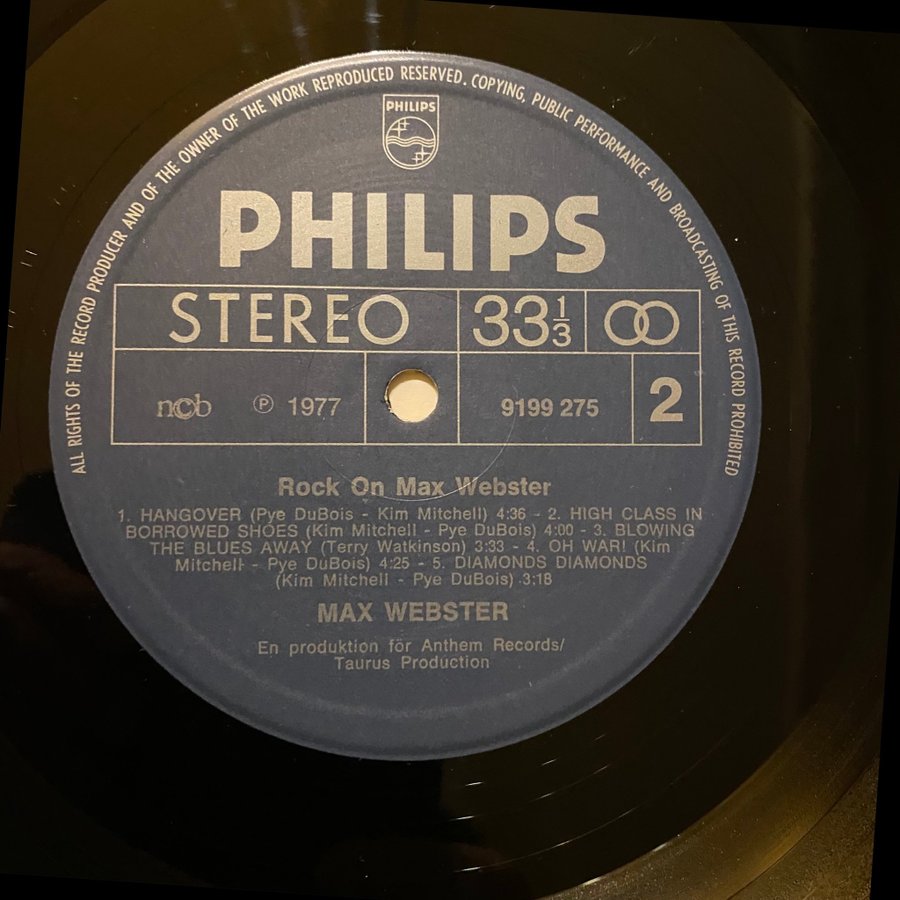 ALL RIGHTS OF THE RECORD PRODUCER AND OF THE OWNER OF THE WORK REPRODUCED RESERVED. COPYING, PUBLIC PERFORMANCE AND BROADCASTING OF THIS RECORD PROHIBITED
PHILIPS
PHILIPS
STEREO 33 1/3
ncb Ⓟ 1977 9199 275 2
Rock On Max Webster
1. HANGOVER (Pye DuBois - Kim Mitchell) 4:36 - 2. HIGH CLASS IN
BORROWED SHOES (Kim Mitchell - Pye DuBois) 4:00 - 3. BLOWING
THE BLUES AWAY (Terry Watkinson) 3:33 - 4. OH WAR! (Kim
Mitchell - Pye DuBois) 4:25 - 5. DIAMONDS DIAMONDS
(Kim Mitchell - Pye DuBois) 3:18
MAX WEBSTER
En produktion för Anthem Records/
Taurus Production